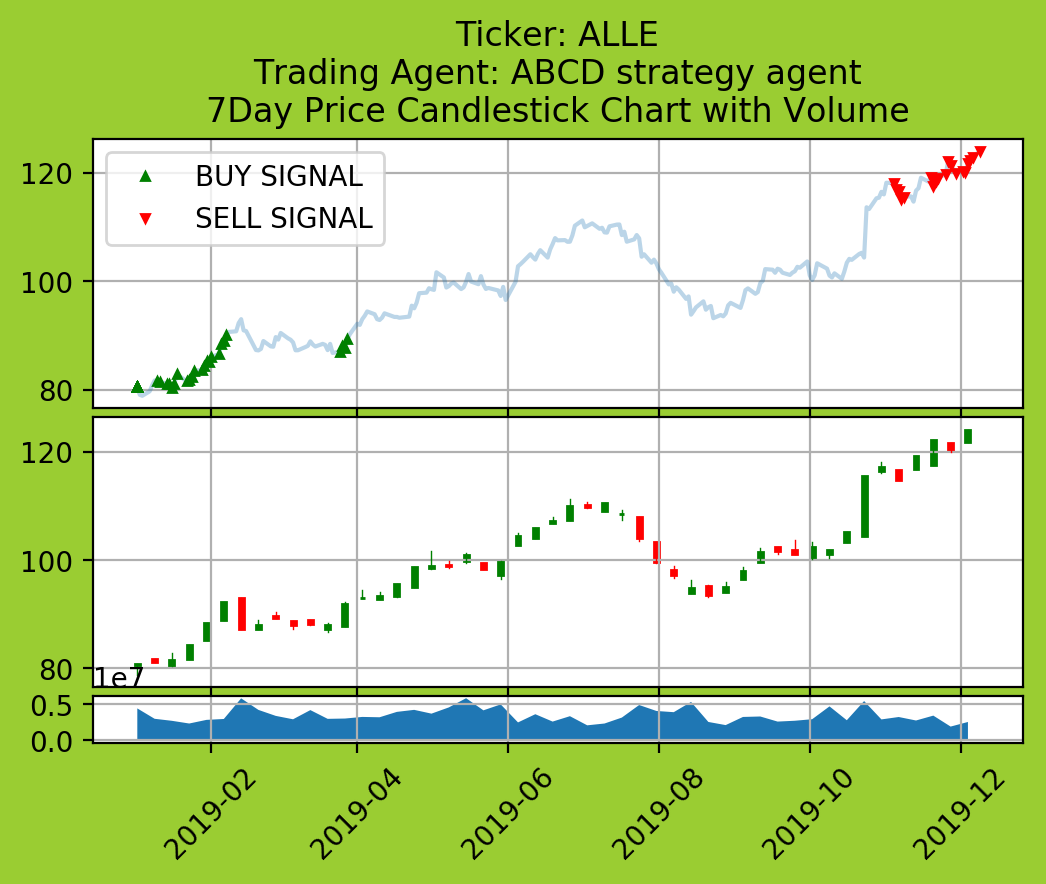 Ticker: ALLE
Trading Agent: ABCD strategy agent
7Day Price Candlestick Chart with Volume
BUY SIGNAL
SELL SIGNAL
120
100
80
120
100
80
1e7
0.5
0.0
2019-02
2019-04
2019-06
2019-08
2019-10
2019-12